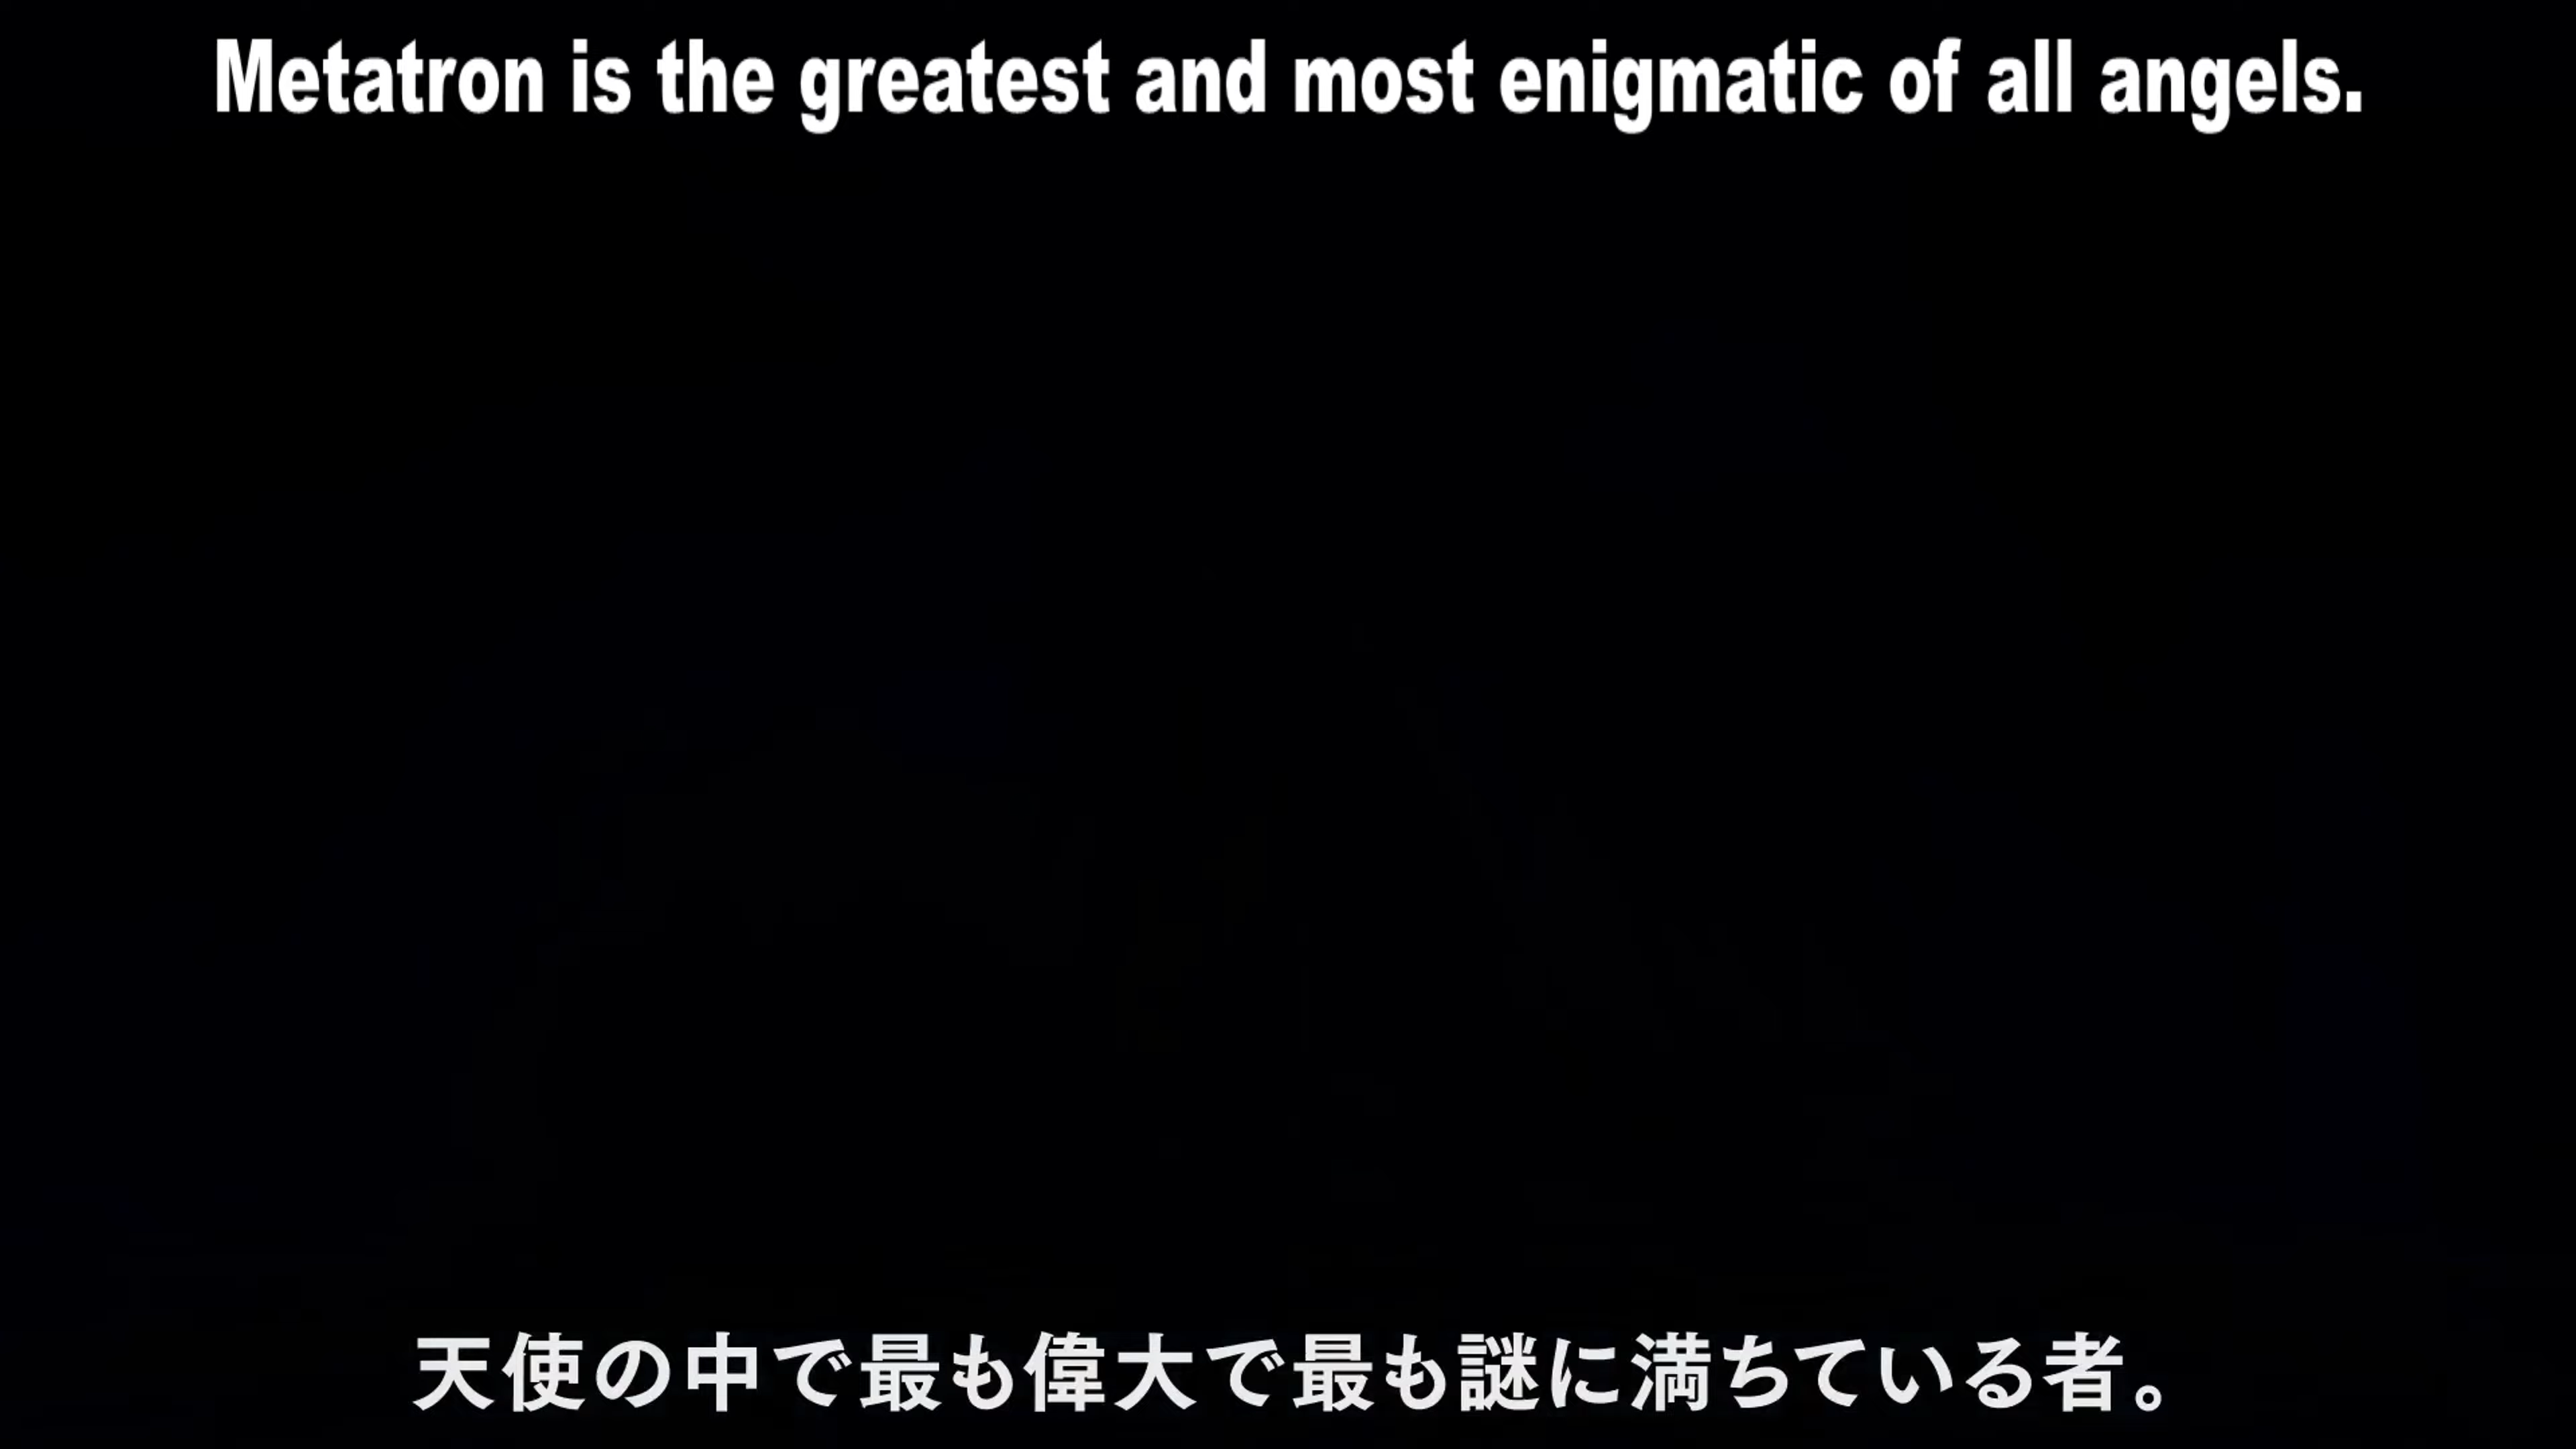 Metatron is the greatest and most enigmatic of all angels.
天使の中で最も偉大で最も謎に満ちている者。